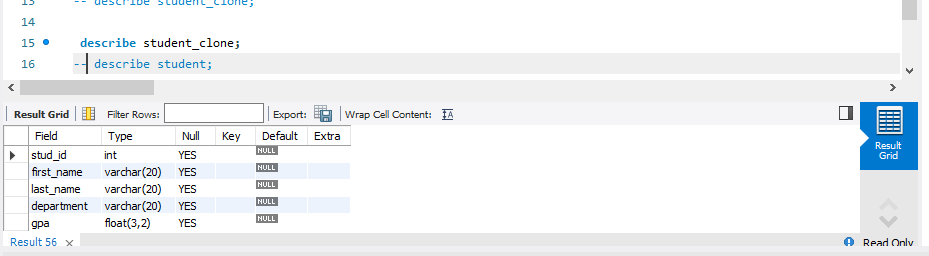 13 -- describe student_clone;
14
15 describe student_clone;
16 -- describe student;
Result Grid Filter Rows: Export: Wrap Cell Content: IA
Field Type Null Key Default Extra
stud_id int YES NULL
first_name varchar(20) YES NULL
last_name varchar(20) YES NULL
department varchar(20) YES NULL
gpa float(3,2) YES NULL
Result
Grid
Result 56 x
Read Only